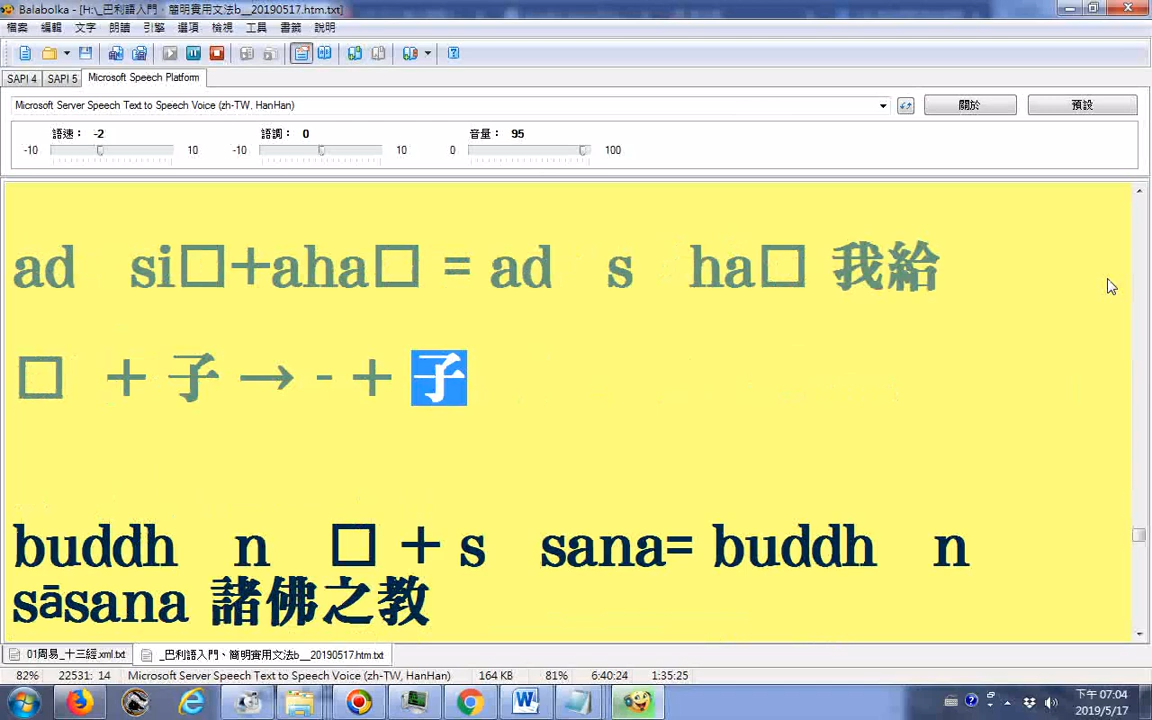 Balabolka - [H:\_巴利語入門、簡明實用文法b__20190517.htm.txt]
檔案 編輯 文字 朗讀 引擎 選項 檢視 工具 書籤 說明
SAPI 4 SAPI 5 Microsoft Speech Platform
Microsoft Server Speech Text to Speech Voice (zh-TW, HanHan) 關於 預設
語速： -2 語調： 0 音量： 95
-10 10 -10 10 0 100
ad si□+aha□ = ad s ha□ 我給
□ + 子 → - + 子
buddh n □ + s sana= buddh n
sāsana 諸佛之教
01周易_十三經.xml.txt _巴利語入門、簡明實用文法b__20190517.htm.txt
82% 22531: 14 Microsoft Server Speech Text to Speech Voice (zh-TW, HanHan) 164 KB 81% 6:40:24 1:35:25
下午 07:04
2019/5/17